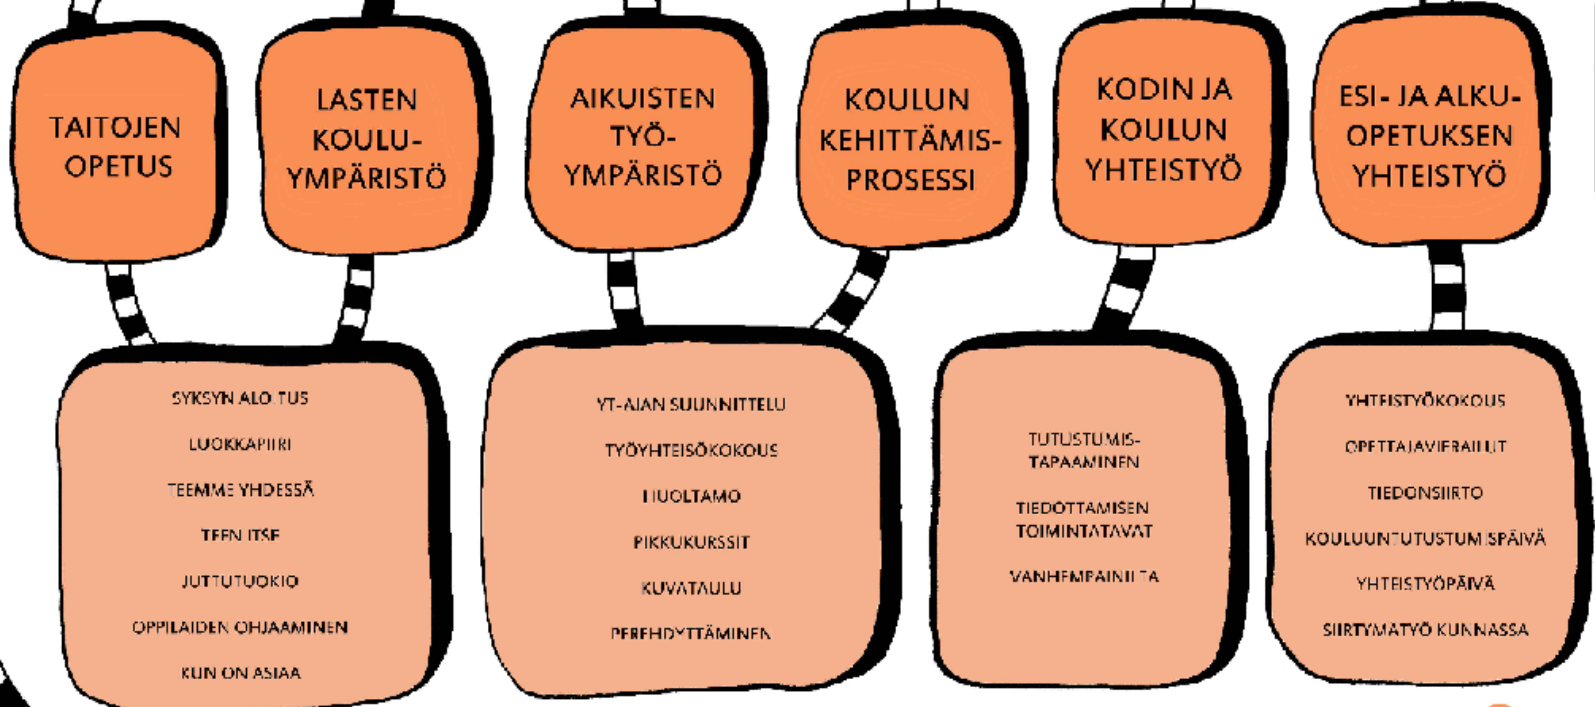 TAITOJEN
OPETUS
LASTEN
KOULU-
YMPÄRISTÖ
AIKUISTEN
TYÖ-
YMPÄRISTÖ
KOULUN
KEHITTÄMIS-
PROSESSI
KODIN JA
KOULUN
YHTEISTYÖ
ESI- JA ALKU-
OPETUKSEN
YHTEISTYÖ
SYKSYN ALOITUS
LUOKKAPIIRI
TEEMME YHDESSÄ
TEEN ITSE
JUTTUTUOKIO
OPPILAIDEN OHJAAMINEN
KUN ON ASIAA
YT-AJAN SUUNNITTELU
TYÖYHTEISÖKOKOUS
HUOLTAMO
PIKKUKURSSIT
KUVATAULU
PEREHDYTTÄMINEN
TUTUSTUMIS-
TAPAAMINEN
TIEDOTTAMISEN
TOIMINTATAVAT
VANHEMPAINILTA
YHTEISTYÖKOKOUS
OPETTAJAVIERAILUT
TIEDONSIIRTO
KOULUUNTUTUSTUMISPÄIVÄ
YHTEISTYÖPÄIVÄ
SIIRTYMATYÖ KUNNASSA